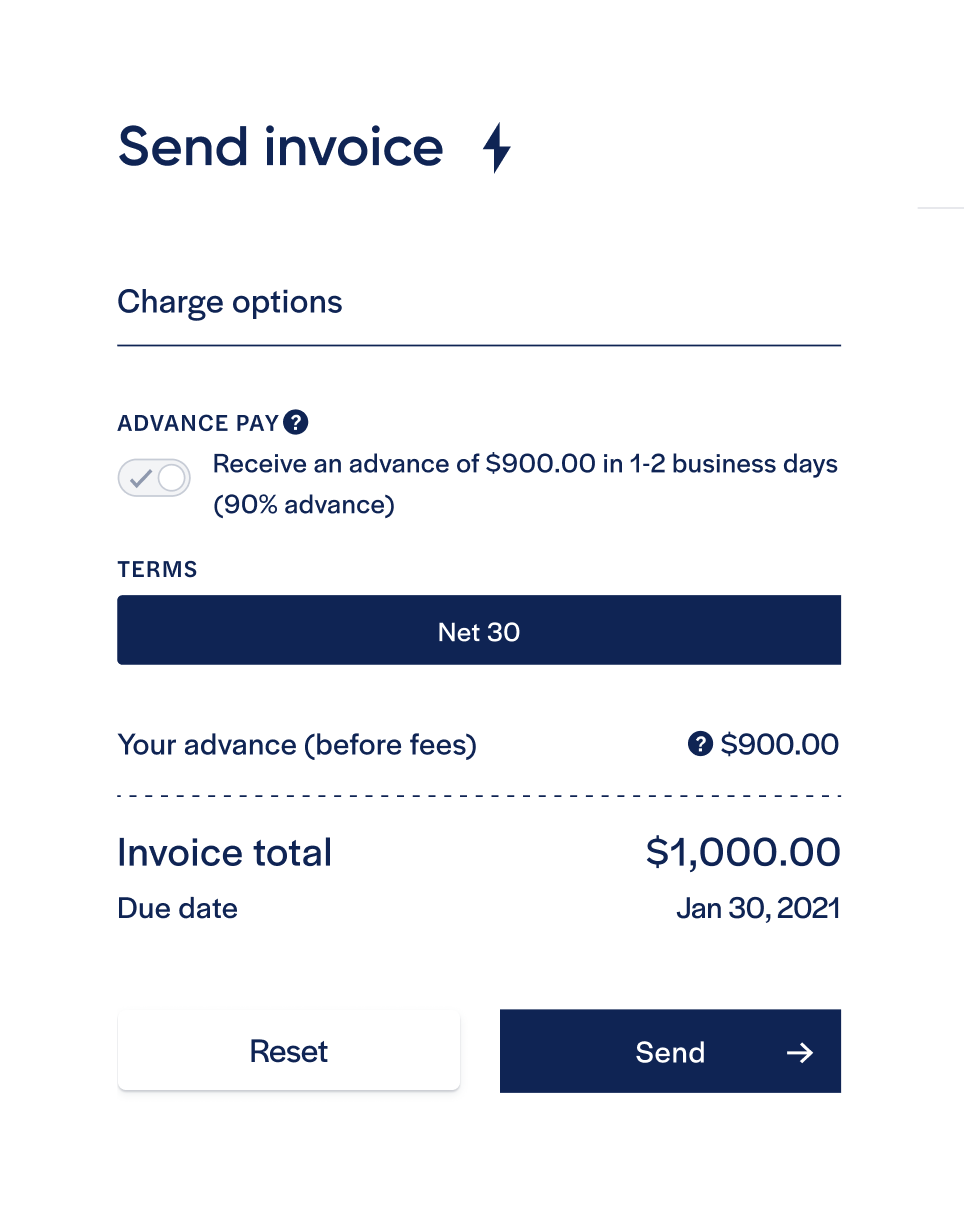 Send invoice
Charge options
ADVANCE PAY ?
Receive an advance of $900.00 in 1-2 business days
(90% advance)
TERMS
Net 30
Your advance (before fees) ? $900.00
Invoice total $1,000.00
Due date Jan 30, 2021
Reset Send →